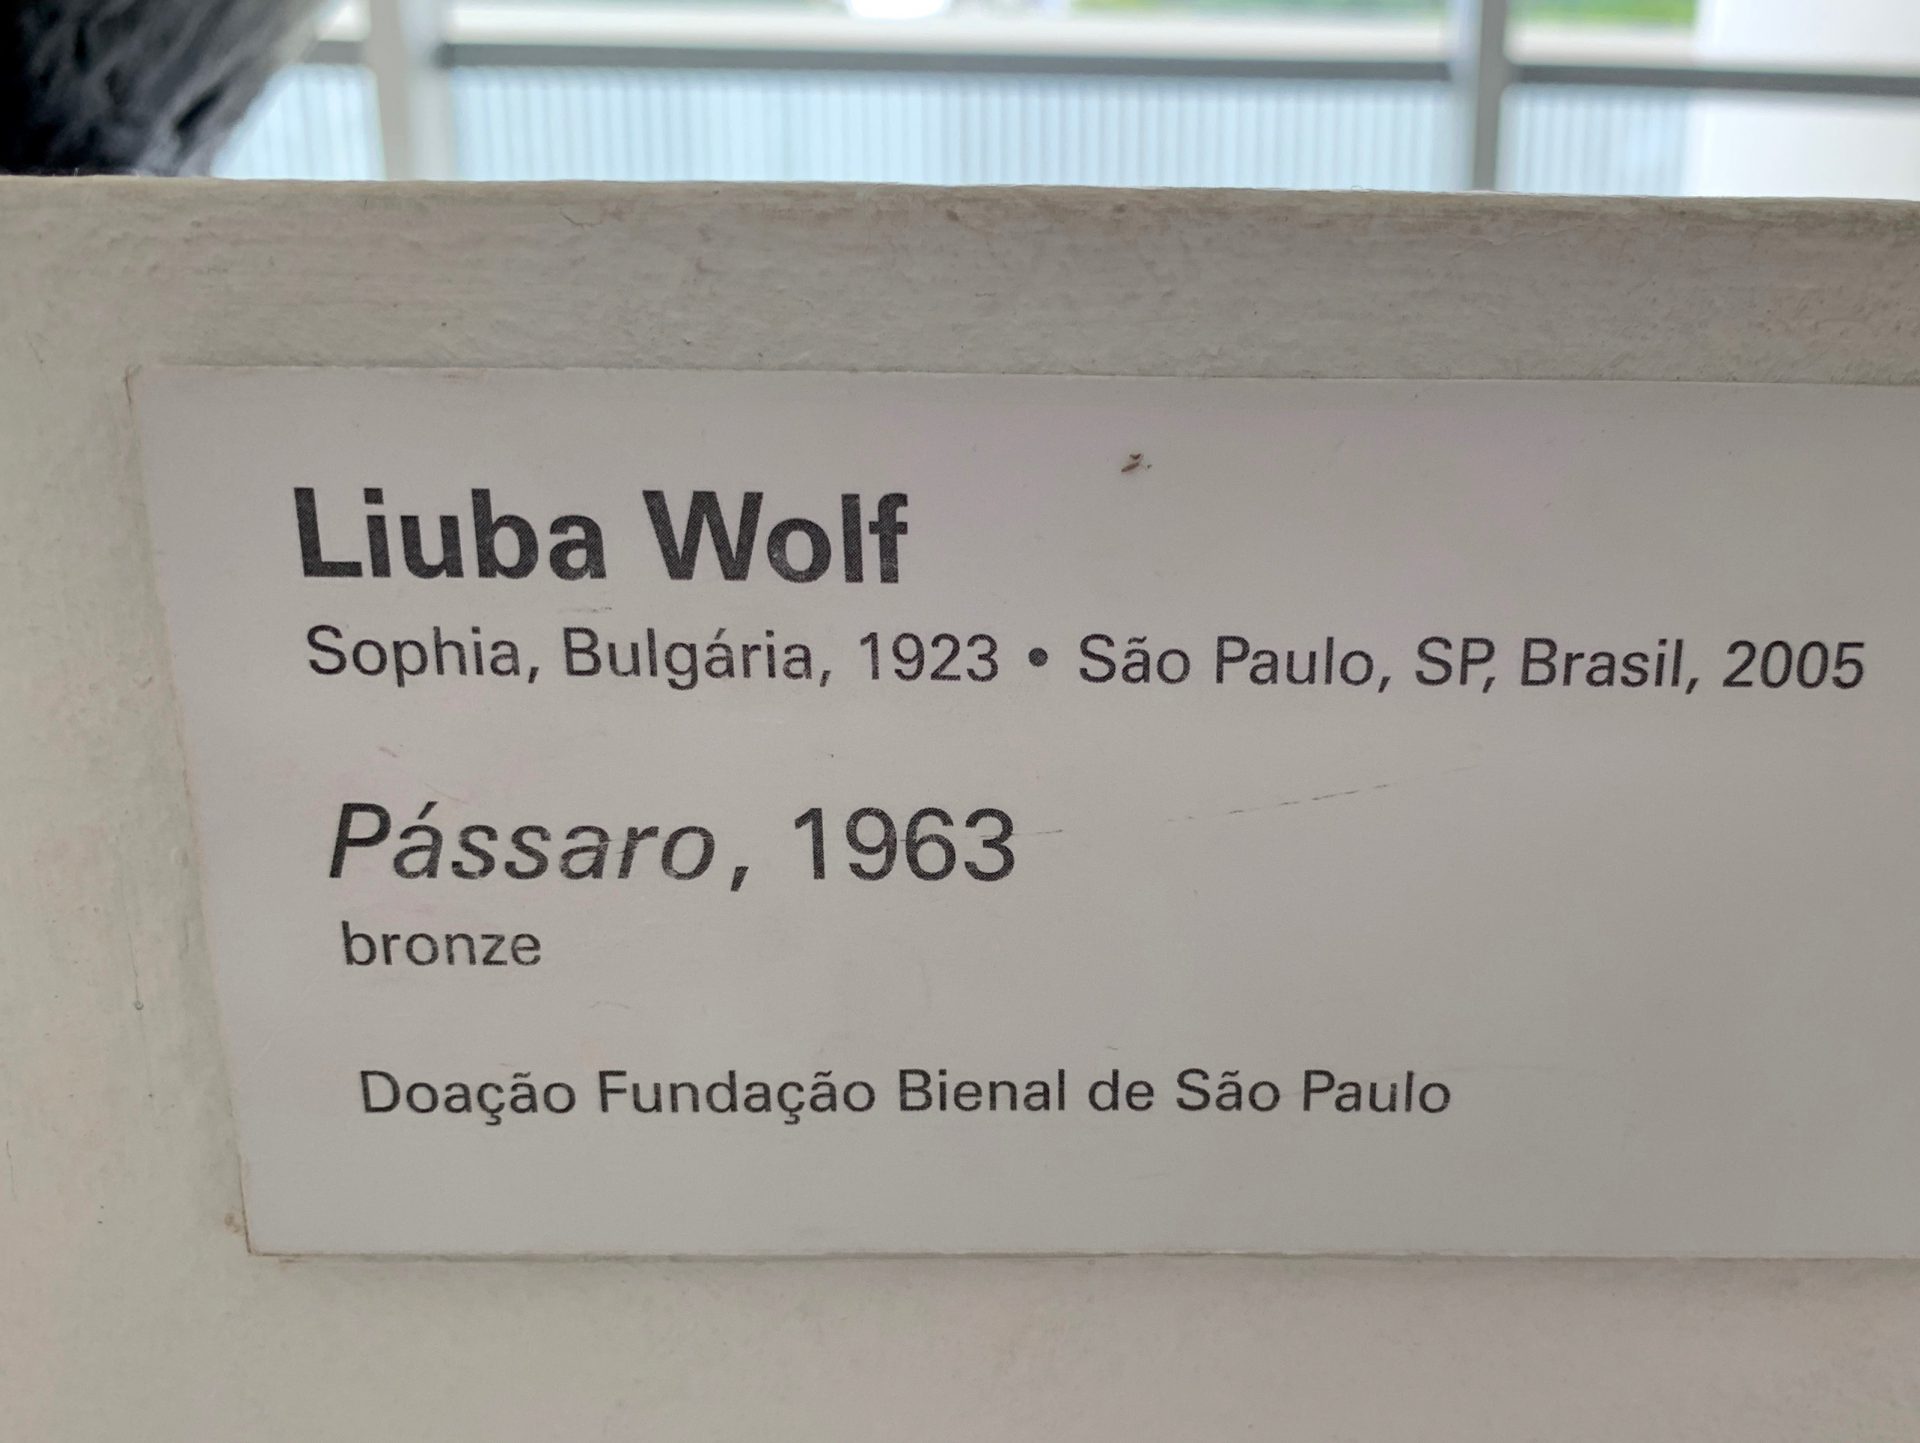 Liuba Wolf
Sophia, Bulgária, 1923 • São Paulo, SP, Brasil, 2005
Pássaro, 1963
bronze
Doação Fundação Bienal de São Paulo